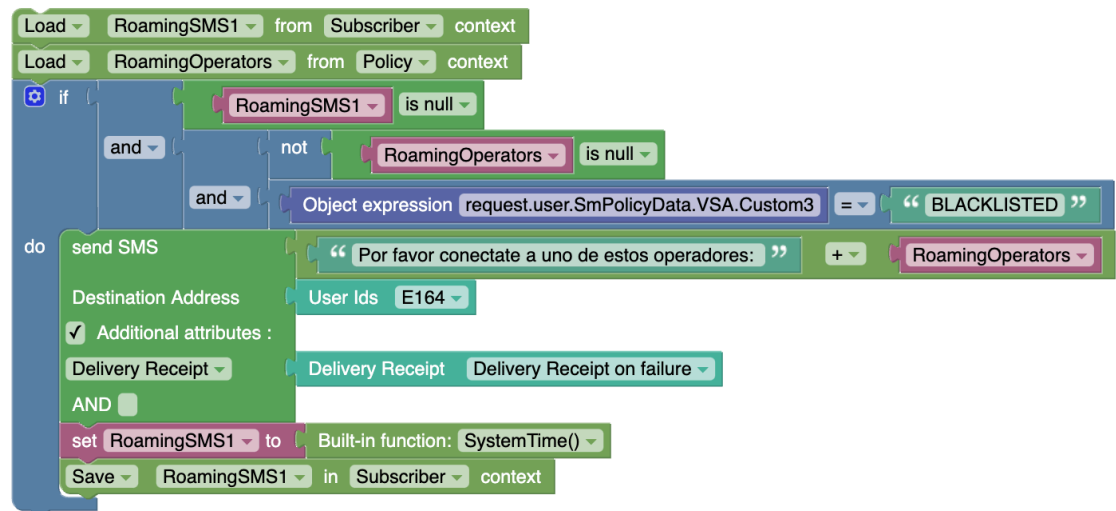 Load RoamingSMS1 from Subscriber context
Load RoamingOperators from Policy context
if RoamingSMS1 is null
and not RoamingOperators is null
and Object expression request.user.SmPolicyData.VSA.Custom3 = “ BLACKLISTED ”
do send SMS “ Por favor conectate a uno de estos operadores: ” + RoamingOperators
Destination Address User Ids E164
✓ Additional attributes :
Delivery Receipt Delivery Receipt Delivery Receipt on failure
AND
set RoamingSMS1 to Built-in function: SystemTime()
Save RoamingSMS1 in Subscriber context